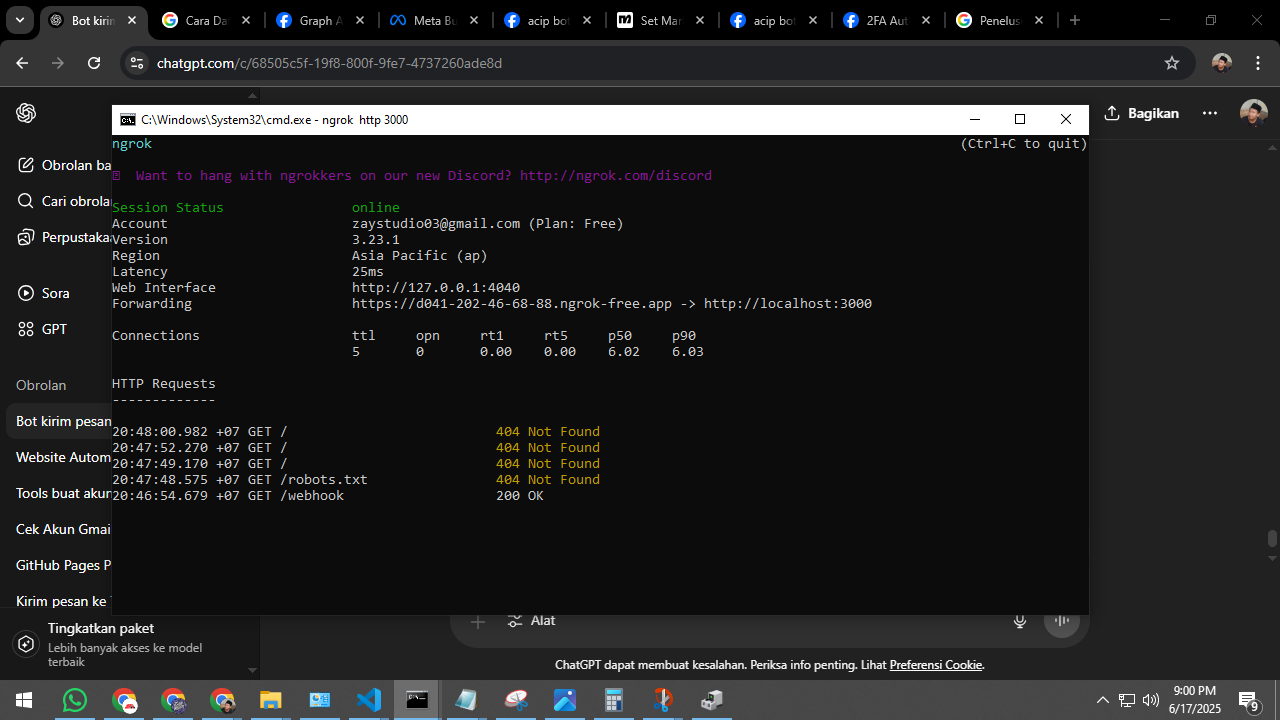 Bot kirim
Cara Da
Graph A
Meta Bu
acip bot
Set Mar
acip bot
2FA Aut
Penelus
chatgpt.com/c/68505c5f-19f8-800f-9fe7-4737260ade8d
Bagikan
C:\Windows\System32\cmd.exe - ngrok http 3000
ngrok (Ctrl+C to quit)
Want to hang with ngrokkers on our new Discord? http://ngrok.com/discord
Session Status online
Account zaystudio03@gmail.com (Plan: Free)
Version 3.23.1
Region Asia Pacific (ap)
Latency 25ms
Web Interface http://127.0.0.1:4040
Forwarding https://d041-202-46-68-88.ngrok-free.app -> http://localhost:3000
Connections ttl opn rt1 rt5 p50 p90
5 0 0.00 0.00 6.02 6.03
HTTP Requests
-------------
20:48:00.982 +07 GET / 404 Not Found
20:47:52.270 +07 GET / 404 Not Found
20:47:49.170 +07 GET / 404 Not Found
20:47:48.575 +07 GET /robots.txt 404 Not Found
20:46:54.679 +07 GET /webhook 200 OK
Obrolan ba
Cari obrola
Perpustaka
Sora
GPT
Obrolan
Bot kirim pesan
Website Autom
Tools buat akun
Cek Akun Gmai
GitHub Pages P
Kirim pesan ke
Tingkatkan paket
Lebih banyak akses ke model
terbaik
Alat
ChatGPT dapat membuat kesalahan. Periksa info penting. Lihat Preferensi Cookie.
9:00 PM
6/17/2025
9